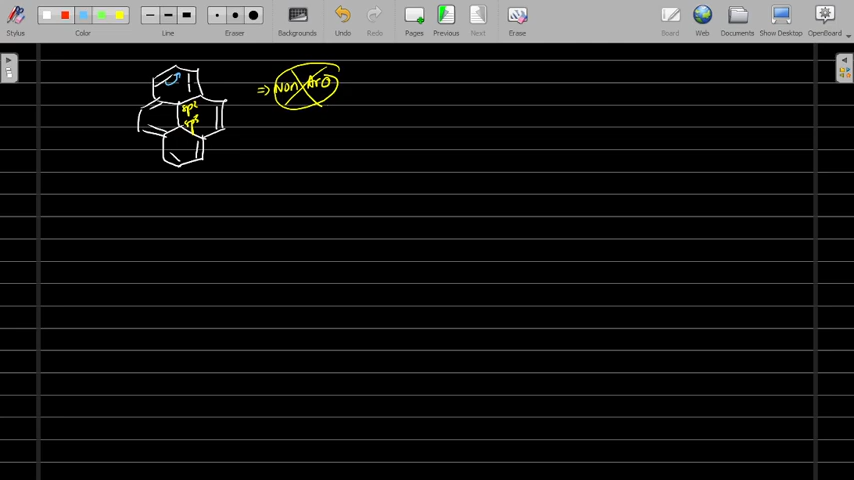 Stylus
Color
Line
Eraser
Backgrounds
Undo
Redo
Pages
Previous
Next
Erase
Board
Web
Documents
Show Desktop
OpenBoard
⇒ Non Aro
sp2
sp3